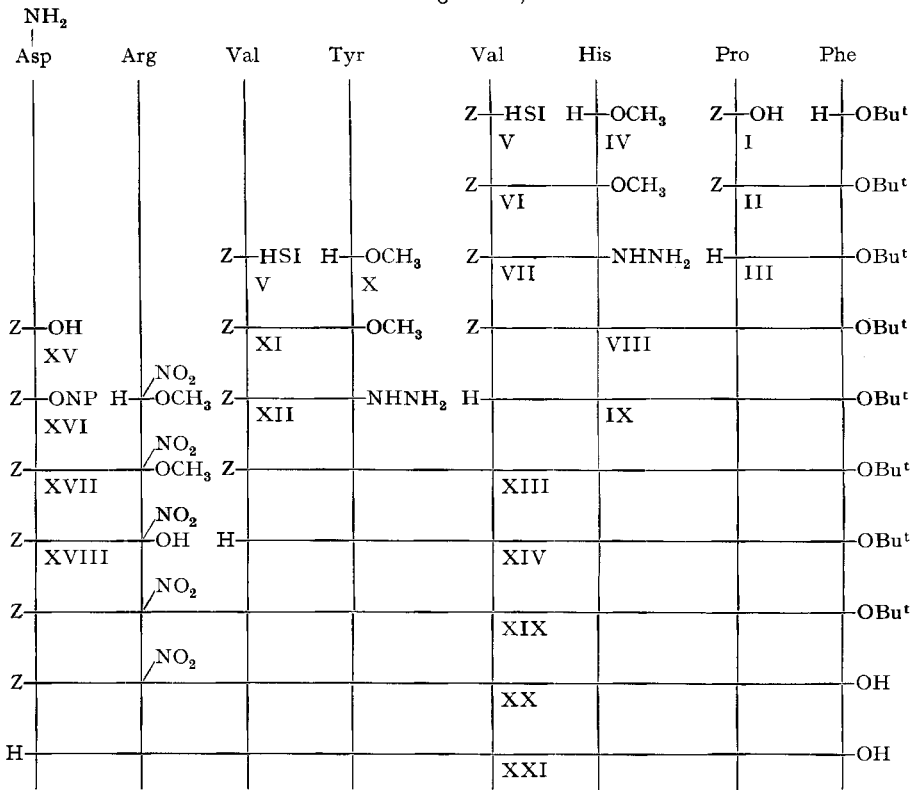 NH₂
Asp Arg Val Tyr Val His Pro Phe
Z HSI H OCH₃ Z OH H OBuᵗ
V IV I
Z OCH₃ Z OBuᵗ
VI II
Z HSI H OCH₃ Z NHNH₂ H OBuᵗ
V X VII III
Z OH Z OCH₃ Z OBuᵗ
XV XI VIII
NO₂
Z ONP H OCH₃ Z NHNH₂ H OBuᵗ
XVI XII IX
NO₂
Z OCH₃ Z OBuᵗ
XVII XIII
NO₂
Z OH H OBuᵗ
XVIII XIV
NO₂
Z OBuᵗ
XIX
NO₂
Z OH
XX
H OH
XXI